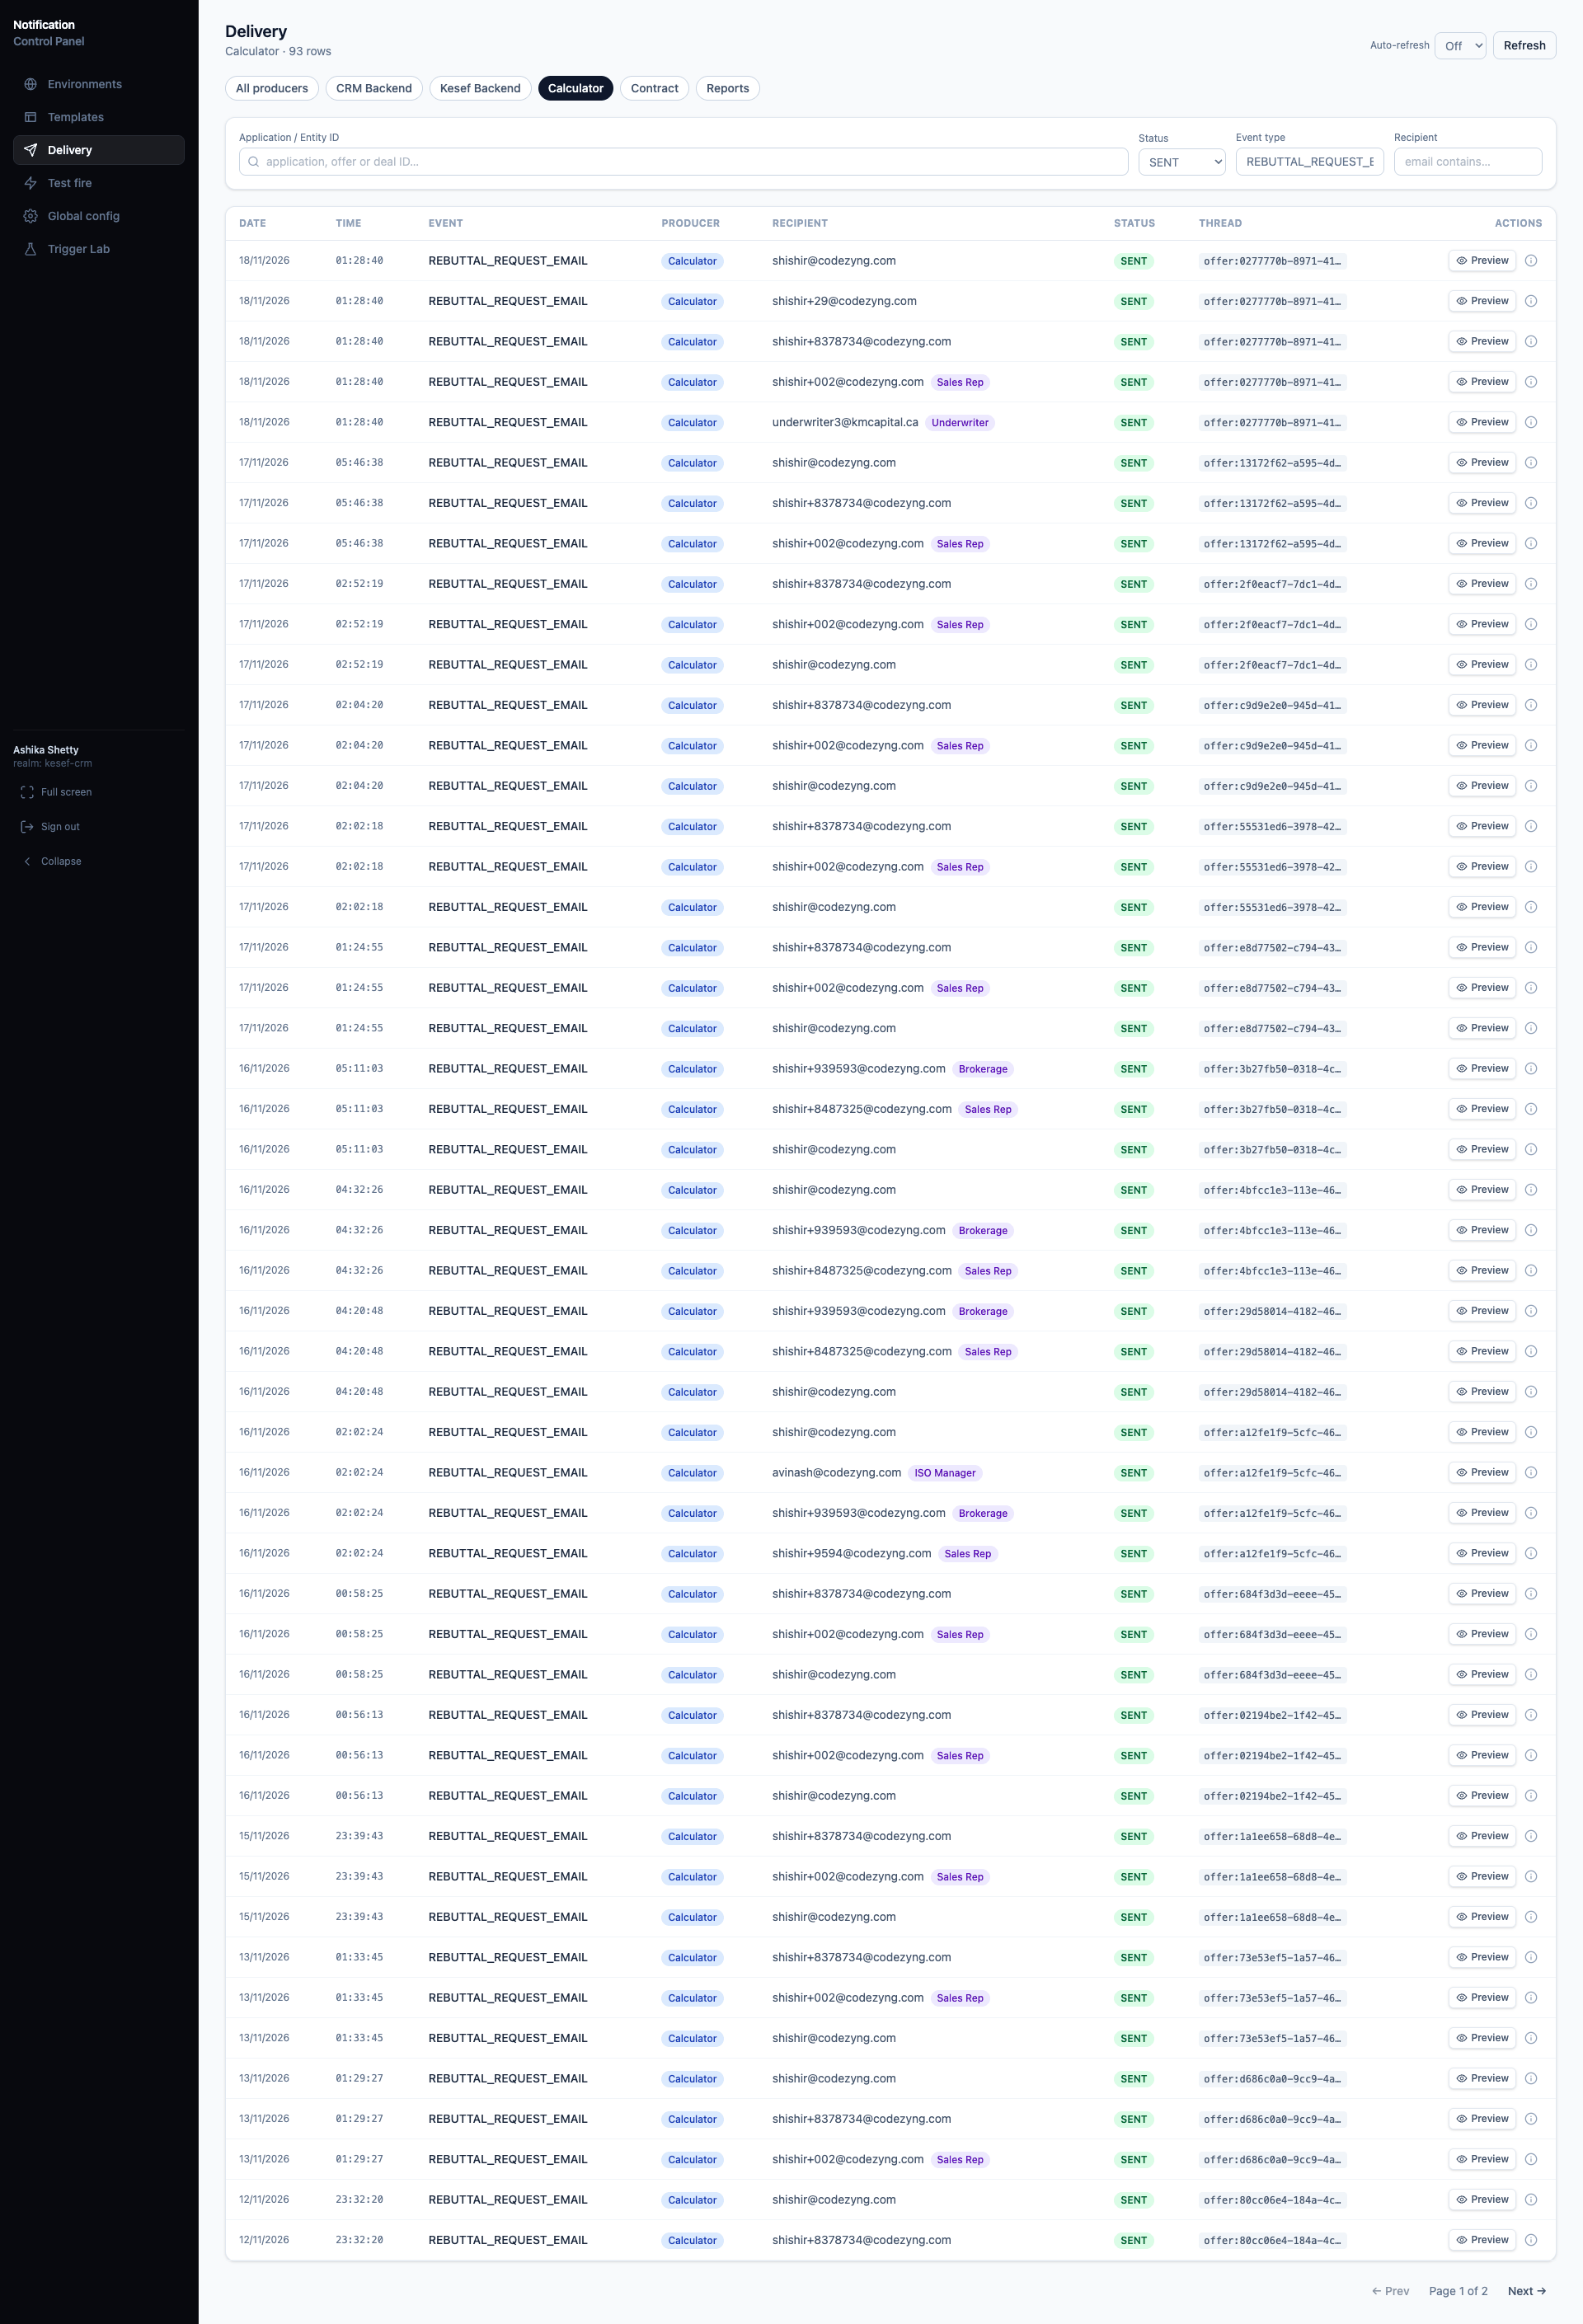 Notification
Control Panel
Environments
Templates
Delivery
Test fire
Global config
Trigger Lab
Ashika Shetty
realm: kesef-crm
Full screen
Sign out
Collapse
Delivery
Calculator · 93 rows
Auto-refresh Off Refresh
All producers CRM Backend Kesef Backend Calculator Contract Reports
Application / Entity ID Status Event type Recipient
application, offer or deal ID... SENT REBUTTAL_REQUEST_E email contains...
DATE TIME EVENT PRODUCER RECIPIENT STATUS THREAD ACTIONS
18/11/2026 01:28:40 REBUTTAL_REQUEST_EMAIL Calculator shishir@codezyng.com SENT offer:0277770b-8971-41… Preview
18/11/2026 01:28:40 REBUTTAL_REQUEST_EMAIL Calculator shishir+29@codezyng.com SENT offer:0277770b-8971-41… Preview
18/11/2026 01:28:40 REBUTTAL_REQUEST_EMAIL Calculator shishir+8378734@codezyng.com SENT offer:0277770b-8971-41… Preview
18/11/2026 01:28:40 REBUTTAL_REQUEST_EMAIL Calculator shishir+002@codezyng.com Sales Rep SENT offer:0277770b-8971-41… Preview
18/11/2026 01:28:40 REBUTTAL_REQUEST_EMAIL Calculator underwriter3@kmcapital.ca Underwriter SENT offer:0277770b-8971-41… Preview
17/11/2026 05:46:38 REBUTTAL_REQUEST_EMAIL Calculator shishir@codezyng.com SENT offer:13172f62-a595-4d… Preview
17/11/2026 05:46:38 REBUTTAL_REQUEST_EMAIL Calculator shishir+8378734@codezyng.com SENT offer:13172f62-a595-4d… Preview
17/11/2026 05:46:38 REBUTTAL_REQUEST_EMAIL Calculator shishir+002@codezyng.com Sales Rep SENT offer:13172f62-a595-4d… Preview
17/11/2026 02:52:19 REBUTTAL_REQUEST_EMAIL Calculator shishir+8378734@codezyng.com SENT offer:2f0eacf7-7dc1-4d… Preview
17/11/2026 02:52:19 REBUTTAL_REQUEST_EMAIL Calculator shishir+002@codezyng.com Sales Rep SENT offer:2f0eacf7-7dc1-4d… Preview
17/11/2026 02:52:19 REBUTTAL_REQUEST_EMAIL Calculator shishir@codezyng.com SENT offer:2f0eacf7-7dc1-4d… Preview
17/11/2026 02:04:20 REBUTTAL_REQUEST_EMAIL Calculator shishir+8378734@codezyng.com SENT offer:c9d9e2e0-945d-41… Preview
17/11/2026 02:04:20 REBUTTAL_REQUEST_EMAIL Calculator shishir+002@codezyng.com Sales Rep SENT offer:c9d9e2e0-945d-41… Preview
17/11/2026 02:04:20 REBUTTAL_REQUEST_EMAIL Calculator shishir@codezyng.com SENT offer:c9d9e2e0-945d-41… Preview
17/11/2026 02:02:18 REBUTTAL_REQUEST_EMAIL Calculator shishir+8378734@codezyng.com SENT offer:55531ed6-3978-42… Preview
17/11/2026 02:02:18 REBUTTAL_REQUEST_EMAIL Calculator shishir+002@codezyng.com Sales Rep SENT offer:55531ed6-3978-42… Preview
17/11/2026 02:02:18 REBUTTAL_REQUEST_EMAIL Calculator shishir@codezyng.com SENT offer:55531ed6-3978-42… Preview
17/11/2026 01:24:55 REBUTTAL_REQUEST_EMAIL Calculator shishir+8378734@codezyng.com SENT offer:e8d77502-c794-43… Preview
17/11/2026 01:24:55 REBUTTAL_REQUEST_EMAIL Calculator shishir+002@codezyng.com Sales Rep SENT offer:e8d77502-c794-43… Preview
17/11/2026 01:24:55 REBUTTAL_REQUEST_EMAIL Calculator shishir@codezyng.com SENT offer:e8d77502-c794-43… Preview
16/11/2026 05:11:03 REBUTTAL_REQUEST_EMAIL Calculator shishir+939593@codezyng.com Brokerage SENT offer:3b27fb50-0318-4c… Preview
16/11/2026 05:11:03 REBUTTAL_REQUEST_EMAIL Calculator shishir+8487325@codezyng.com Sales Rep SENT offer:3b27fb50-0318-4c… Preview
16/11/2026 05:11:03 REBUTTAL_REQUEST_EMAIL Calculator shishir@codezyng.com SENT offer:3b27fb50-0318-4c… Preview
16/11/2026 04:32:26 REBUTTAL_REQUEST_EMAIL Calculator shishir@codezyng.com SENT offer:4bfcc1e3-113e-46… Preview
16/11/2026 04:32:26 REBUTTAL_REQUEST_EMAIL Calculator shishir+939593@codezyng.com Brokerage SENT offer:4bfcc1e3-113e-46… Preview
16/11/2026 04:32:26 REBUTTAL_REQUEST_EMAIL Calculator shishir+8487325@codezyng.com Sales Rep SENT offer:4bfcc1e3-113e-46… Preview
16/11/2026 04:20:48 REBUTTAL_REQUEST_EMAIL Calculator shishir+939593@codezyng.com Brokerage SENT offer:29d58014-4182-46… Preview
16/11/2026 04:20:48 REBUTTAL_REQUEST_EMAIL Calculator shishir+8487325@codezyng.com Sales Rep SENT offer:29d58014-4182-46… Preview
16/11/2026 04:20:48 REBUTTAL_REQUEST_EMAIL Calculator shishir@codezyng.com SENT offer:29d58014-4182-46… Preview
16/11/2026 02:02:24 REBUTTAL_REQUEST_EMAIL Calculator shishir@codezyng.com SENT offer:a12fe1f9-5cfc-46… Preview
16/11/2026 02:02:24 REBUTTAL_REQUEST_EMAIL Calculator avinash@codezyng.com ISO Manager SENT offer:a12fe1f9-5cfc-46… Preview
16/11/2026 02:02:24 REBUTTAL_REQUEST_EMAIL Calculator shishir+939593@codezyng.com Brokerage SENT offer:a12fe1f9-5cfc-46… Preview
16/11/2026 02:02:24 REBUTTAL_REQUEST_EMAIL Calculator shishir+9594@codezyng.com Sales Rep SENT offer:a12fe1f9-5cfc-46… Preview
16/11/2026 00:58:25 REBUTTAL_REQUEST_EMAIL Calculator shishir+8378734@codezyng.com SENT offer:684f3d3d-eeee-45… Preview
16/11/2026 00:58:25 REBUTTAL_REQUEST_EMAIL Calculator shishir+002@codezyng.com Sales Rep SENT offer:684f3d3d-eeee-45… Preview
16/11/2026 00:58:25 REBUTTAL_REQUEST_EMAIL Calculator shishir@codezyng.com SENT offer:684f3d3d-eeee-45… Preview
16/11/2026 00:56:13 REBUTTAL_REQUEST_EMAIL Calculator shishir+8378734@codezyng.com SENT offer:02194be2-1f42-45… Preview
16/11/2026 00:56:13 REBUTTAL_REQUEST_EMAIL Calculator shishir+002@codezyng.com Sales Rep SENT offer:02194be2-1f42-45… Preview
16/11/2026 00:56:13 REBUTTAL_REQUEST_EMAIL Calculator shishir@codezyng.com SENT offer:02194be2-1f42-45… Preview
15/11/2026 23:39:43 REBUTTAL_REQUEST_EMAIL Calculator shishir+8378734@codezyng.com SENT offer:1a1ee658-68d8-4e… Preview
15/11/2026 23:39:43 REBUTTAL_REQUEST_EMAIL Calculator shishir+002@codezyng.com Sales Rep SENT offer:1a1ee658-68d8-4e… Preview
15/11/2026 23:39:43 REBUTTAL_REQUEST_EMAIL Calculator shishir@codezyng.com SENT offer:1a1ee658-68d8-4e… Preview
13/11/2026 01:33:45 REBUTTAL_REQUEST_EMAIL Calculator shishir+8378734@codezyng.com SENT offer:73e53ef5-1a57-46… Preview
13/11/2026 01:33:45 REBUTTAL_REQUEST_EMAIL Calculator shishir+002@codezyng.com Sales Rep SENT offer:73e53ef5-1a57-46… Preview
13/11/2026 01:33:45 REBUTTAL_REQUEST_EMAIL Calculator shishir@codezyng.com SENT offer:73e53ef5-1a57-46… Preview
13/11/2026 01:29:27 REBUTTAL_REQUEST_EMAIL Calculator shishir@codezyng.com SENT offer:d686c0a0-9cc9-4a… Preview
13/11/2026 01:29:27 REBUTTAL_REQUEST_EMAIL Calculator shishir+8378734@codezyng.com SENT offer:d686c0a0-9cc9-4a… Preview
13/11/2026 01:29:27 REBUTTAL_REQUEST_EMAIL Calculator shishir+002@codezyng.com Sales Rep SENT offer:d686c0a0-9cc9-4a… Preview
12/11/2026 23:32:20 REBUTTAL_REQUEST_EMAIL Calculator shishir@codezyng.com SENT offer:80cc06e4-184a-4c… Preview
12/11/2026 23:32:20 REBUTTAL_REQUEST_EMAIL Calculator shishir+8378734@codezyng.com SENT offer:80cc06e4-184a-4c… Preview
← Prev Page 1 of 2 Next →